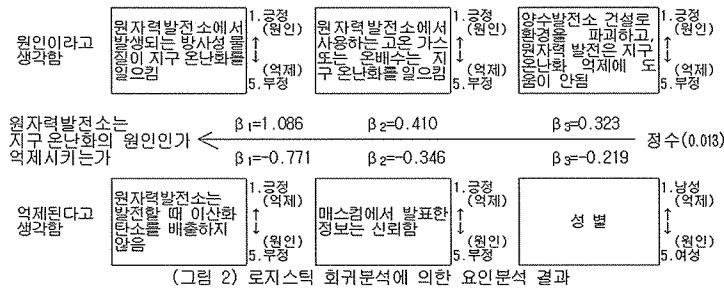 원인이라고
생각함
원자력발전소에서
발생되는 방사성 물
질이 지구 온난화를
일으킴
1.긍정
(원인)
↑
↓
(억제)
5.부정
원자력발전소에서
사용하는 고온 가스
또는 온배수는 지
구 온난화를 일으킴
1.긍정
(원인)
↑
↓
(억제)
5.부정
양수발전소 건설로
환경을 파괴하고,
원자력 발전은 지구
온난화 억제에 도
움이 안됨
1.긍정
(원인)
↑
↓
(억제)
5.부정
원자력발전소는
지구온난화의 원인인가
억제시키는가
β1=1.086 β2=0.410 β3=0.323
정수(0.013)
β1=-0.771 β2=-0.346 β3=-0.219
억제된다고
생각함
원자력발전소는
발전할 때 이산화
탄소를 배출하지
않음
1.긍정
(억제)
↑
↓
(원인)
5.부정
매스컴에서 발표한
정보는 신뢰함
1.긍정
(억제)
↑
↓
(원인)
5.부정
성 별
1.남성
(억제)
↑
↓
(원인)
5.여성
(그림 2) 로지스틱 회귀분석에 의한 요인분석 결과